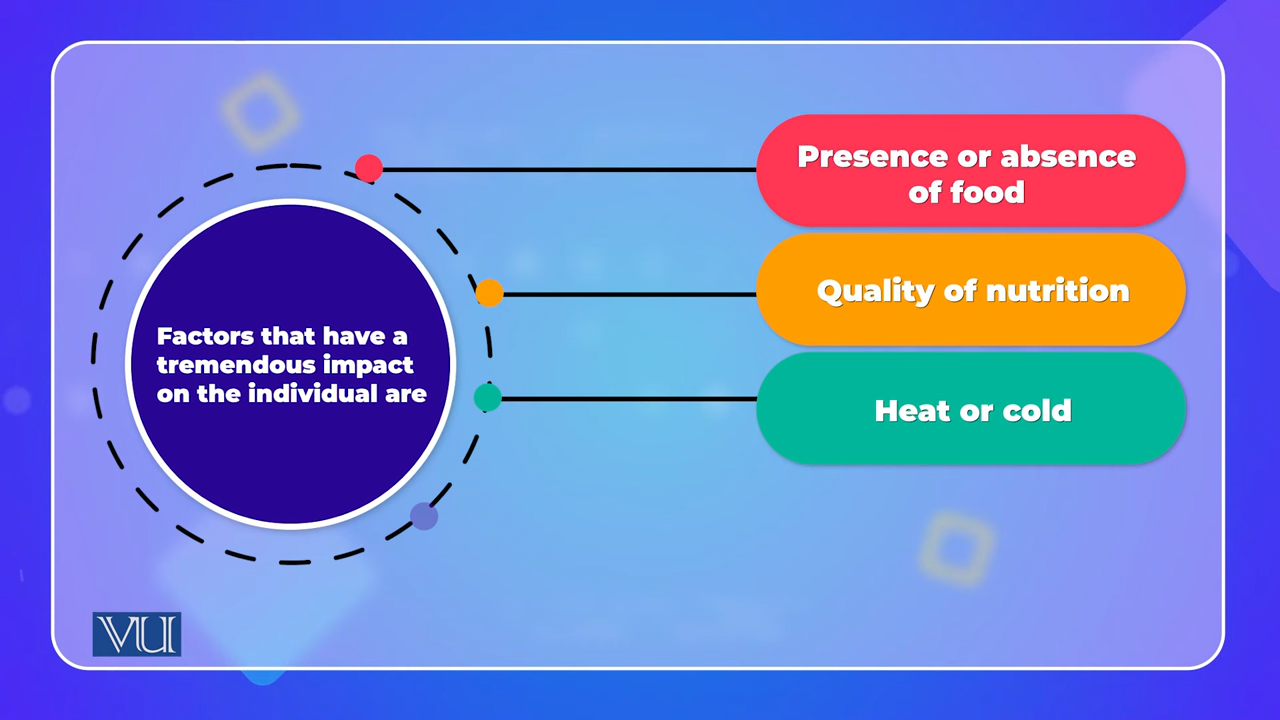 Factors that have a
tremendous impact
on the individual are
Presence or absence
of food
Quality of nutrition
Heat or cold
VU